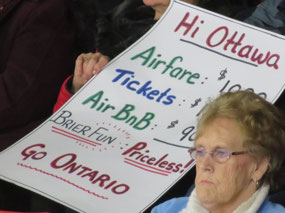 Hi Ottawa
Airfare: $
Tickets: $
Air BnB: $
BRIER FUN: Priceless!
GO ONTARIO